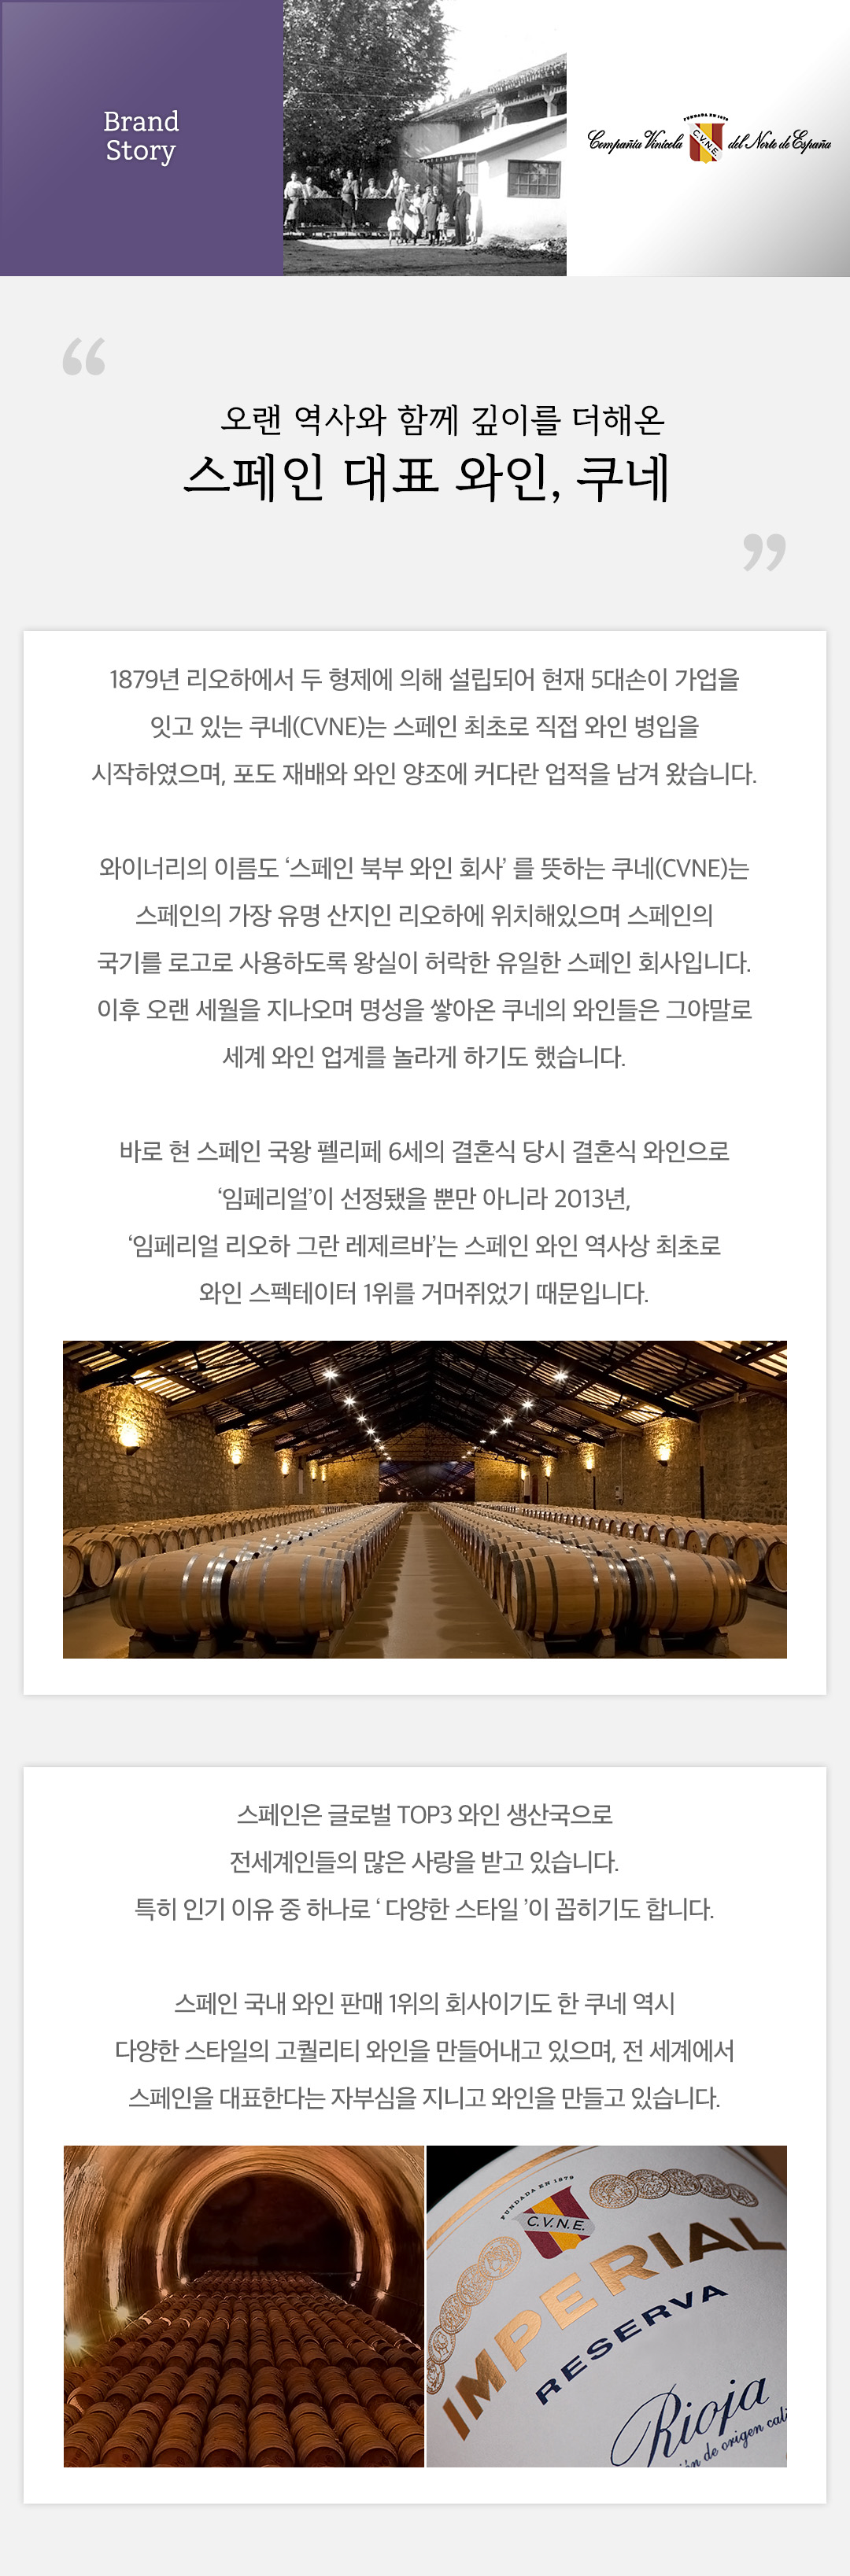 Brand
Story
FUNDADA EN 1879
Compañía Vinícola
C.V.N.E.
del Norte de España
“
오랜 역사와 함께 깊이를 더해온
스페인 대표 와인, 쿠네
”
1879년 리오하에서 두 형제에 의해 설립되어 현재 5대손이 가업을
잇고 있는 쿠네(CVNE)는 스페인 최초로 직접 와인 병입을
시작하였으며, 포도 재배와 와인 양조에 커다란 업적을 남겨 왔습니다.
와이너리의 이름도 ‘스페인 북부 와인 회사’ 를 뜻하는 쿠네(CVNE)는
스페인의 가장 유명 산지인 리오하에 위치해있으며 스페인의
국기를 로고로 사용하도록 왕실이 허락한 유일한 스페인 회사입니다.
이후 오랜 세월을 지나오며 명성을 쌓아온 쿠네의 와인들은 그야말로
세계 와인 업계를 놀라게 하기도 했습니다.
바로 현 스페인 국왕 펠리페 6세의 결혼식 당시 결혼식 와인으로
‘임페리얼’이 선정됐을 뿐만 아니라 2013년,
‘임페리얼 리오하 그란 레제르바’는 스페인 와인 역사상 최초로
와인 스펙테이터 1위를 거머쥐었기 때문입니다.
스페인은 글로벌 TOP3 와인 생산국으로
전세계인들의 많은 사랑을 받고 있습니다.
특히 인기 이유 중 하나로 ‘ 다양한 스타일 ’이 꼽히기도 합니다.
스페인 국내 와인 판매 1위의 회사이기도 한 쿠네 역시
다양한 스타일의 고퀄리티 와인을 만들어내고 있으며, 전 세계에서
스페인을 대표한다는 자부심을 지니고 와인을 만들고 있습니다.
FUNDADA EN 1879
C.V.N.E.
IMPERIAL
RESERVA
Rioja
de origen